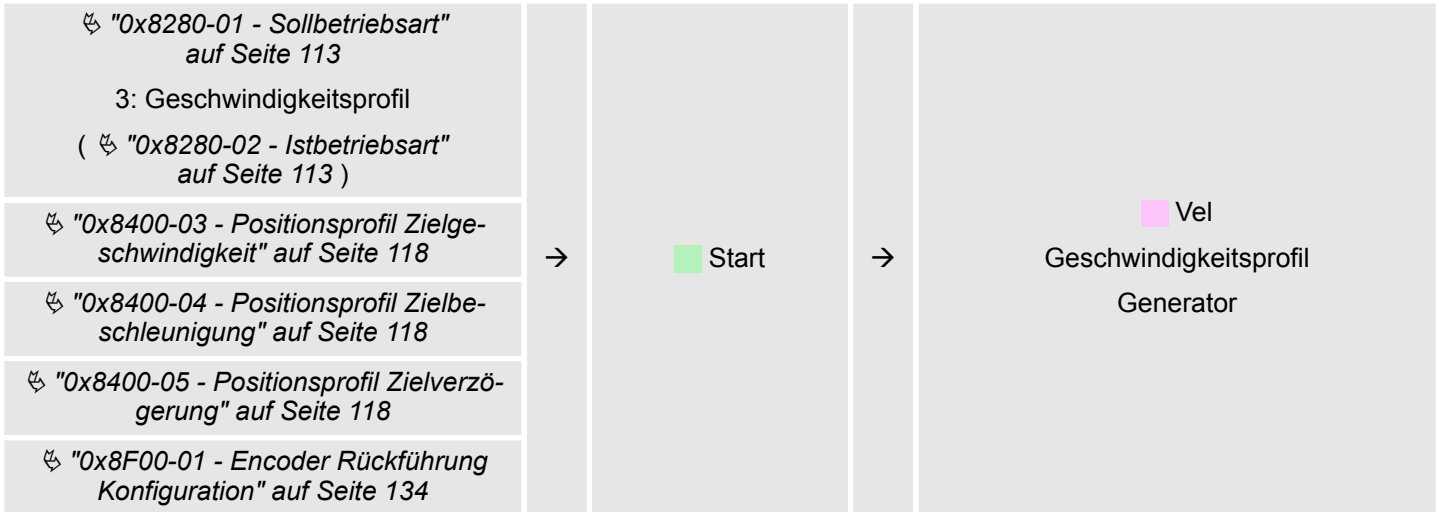 "0x8280-01 - Sollbetriebsart"
auf Seite 113
3: Geschwindigkeitsprofil
( "0x8280-02 - Istbetriebsart"
auf Seite 113 )
"0x8400-03 - Positionsprofil Zielge-
schwindigkeit" auf Seite 118
"0x8400-04 - Positionsprofil Zielbe-
schleunigung" auf Seite 118
"0x8400-05 - Positionsprofil Zielverzö-
gerung" auf Seite 118
"0x8F00-01 - Encoder Rückführung
Konfiguration" auf Seite 134
→
Start
→
Vel
Geschwindigkeitsprofil
Generator